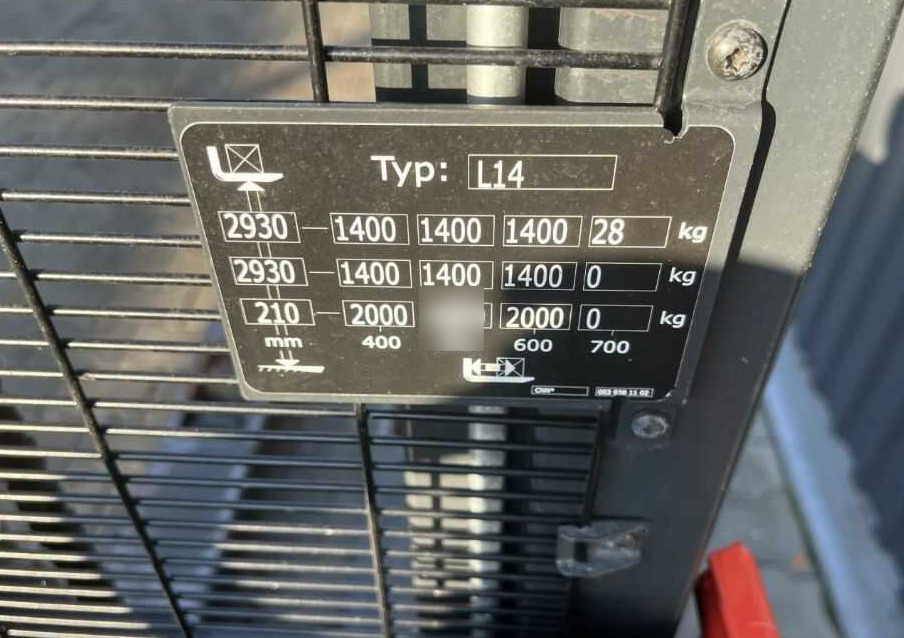 Typ: L14
2930 1400 1400 1400 28 kg
2930 1400 1400 1400 0 kg
210 2000 2000 0 kg
mm 400 600 700